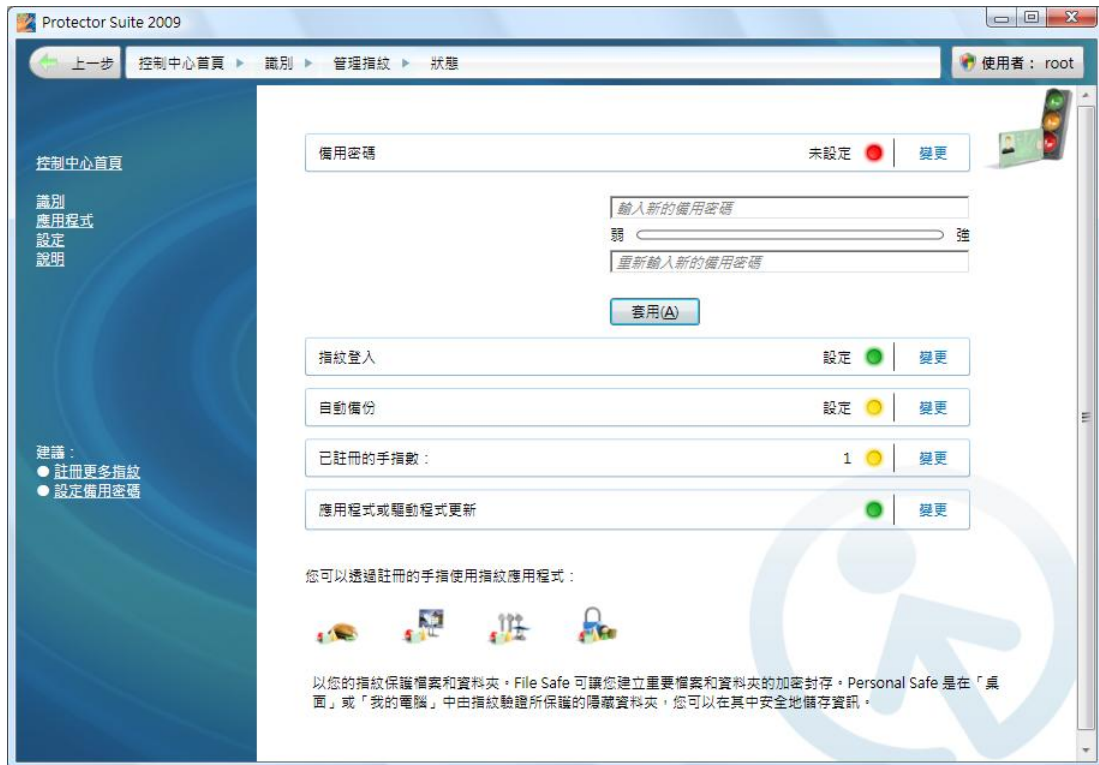 Protector Suite 2009
上一步
控制中心首頁 識別 管理指紋 狀態
使用者: root
控制中心首頁
識別
應用程式
設定
說明
建議:
註冊更多指紋
設定備用密碼
備用密碼 未設定 變更
輸入新的備用密碼
弱 強
重新輸入新的備用密碼
套用(A)
指紋登入 設定 變更
自動備份 設定 變更
已註冊的手指數: 1 變更
應用程式或驅動程式更新 變更
您可以透過註冊的手指使用指紋應用程式:
以您的指紋保護檔案和資料夾。File Safe 可讓您建立重要檔案和資料夾的加密封存。Personal Safe 是在「桌
面」或「我的電腦」中由指紋驗證所保護的隱藏資料夾,您可以在其中安全地儲存資訊。